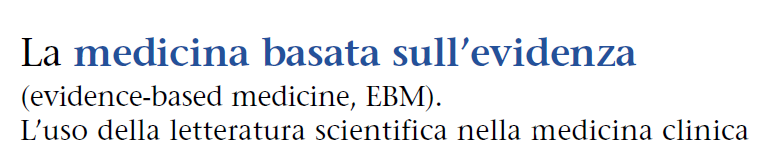 La medicina basata sull’evidenza
(evidence-based medicine, EBM).
L’uso della letteratura scientifica nella medicina clinica